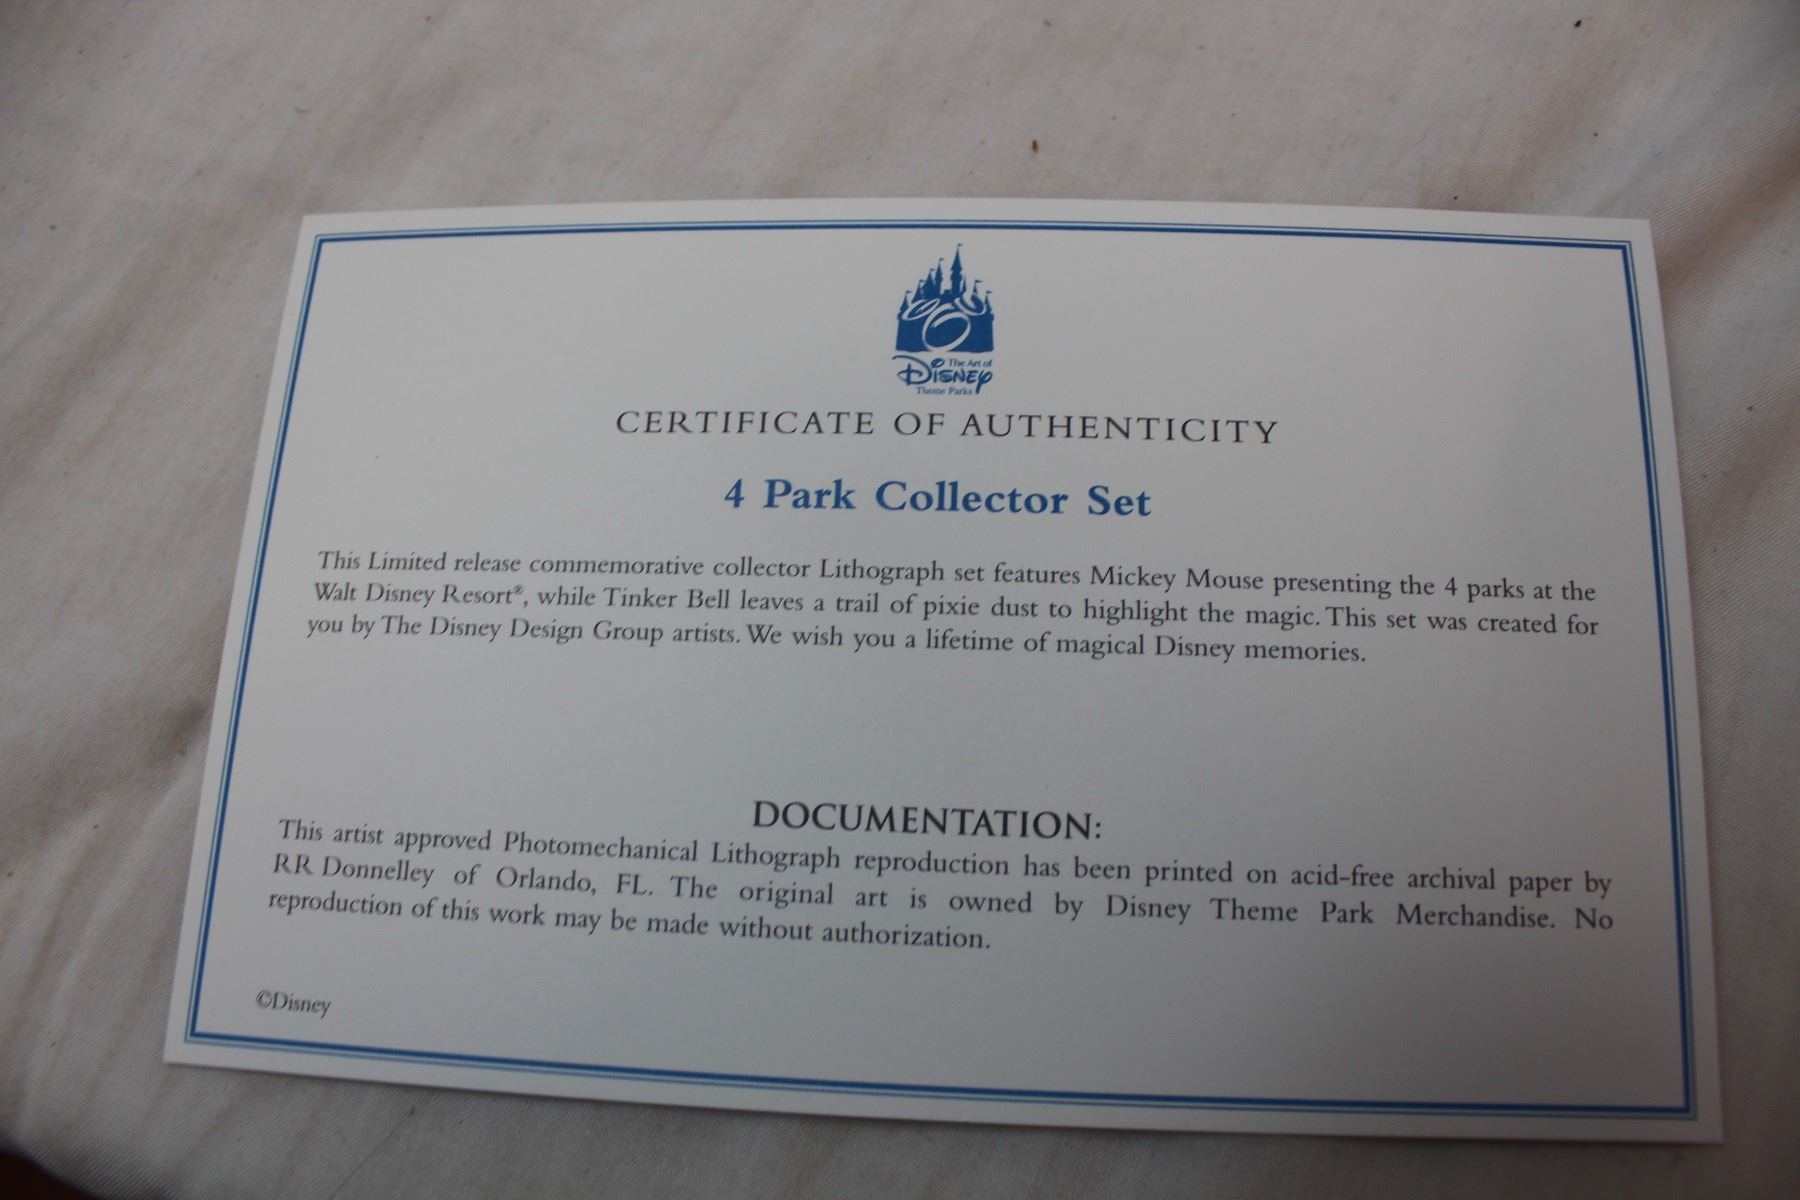 The Art of
DISNEY
Theme Parks
CERTIFICATE OF AUTHENTICITY
4 Park Collector Set
This Limited release commemorative collector Lithograph set features Mickey Mouse presenting the 4 parks at the
Walt Disney Resort®, while Tinker Bell leaves a trail of pixie dust to highlight the magic. This set was created for
you by The Disney Design Group artists. We wish you a lifetime of magical Disney memories.
DOCUMENTATION:
This artist approved Photomechanical Lithograph reproduction has been printed on acid-free archival paper by
RR Donnelley of Orlando, FL. The original art is owned by Disney Theme Park Merchandise. No
reproduction of this work may be made without authorization.
©Disney